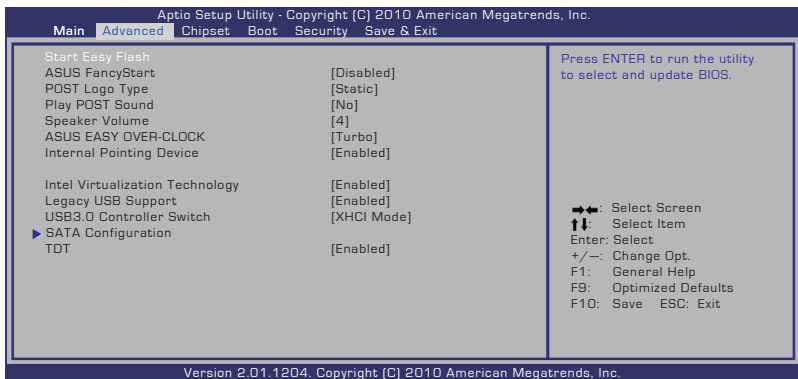 Aptio Setup Utility - Copyright (C) 2010 American Megatrends, Inc.
Main Advanced Chipset Boot Security Save & Exit
Start Easy Flash
ASUS FancyStart [Disabled]
POST Logo Type [Static]
Play POST Sound [No]
Speaker Volume [4]
ASUS EASY OVER-CLOCK [Turbo]
Internal Pointing Device [Enabled]
Intel Virtualization Technology [Enabled]
Legacy USB Support [Enabled]
USB3.0 Controller Switch [XHCI Mode]
SATA Configuration
TDT [Enabled]
Press ENTER to run the utility
to select and update BIOS.
→←: Select Screen
↑↓: Select Item
Enter: Select
+/—: Change Opt.
F1: General Help
F9: Optimized Defaults
F10: Save ESC: Exit
Version 2.01.1204. Copyright (C) 2010 American Megatrends, Inc.